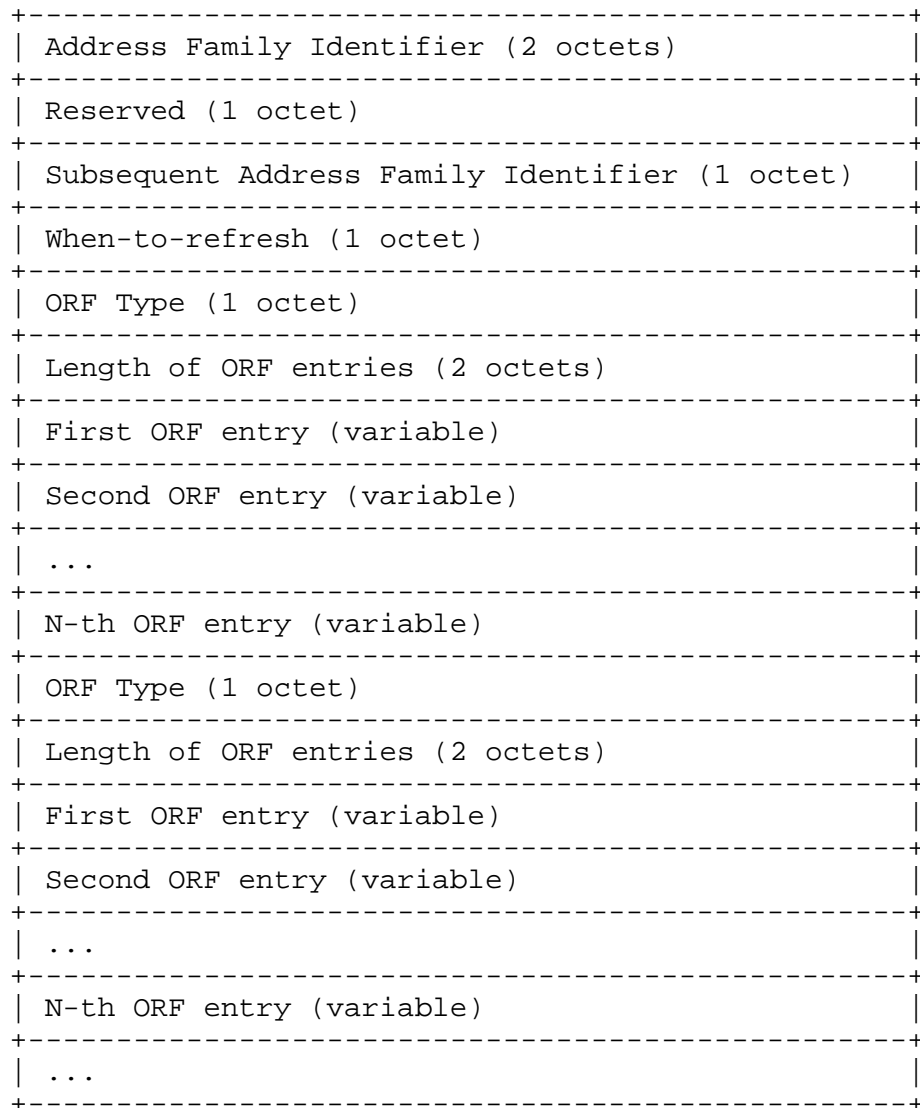 +--------------------------------------------------+
| Address Family Identifier (2 octets)             |
+--------------------------------------------------+
| Reserved (1 octet)                               |
+--------------------------------------------------+
| Subsequent Address Family Identifier (1 octet)   |
+--------------------------------------------------+
| When-to-refresh (1 octet)                        |
+--------------------------------------------------+
| ORF Type (1 octet)                               |
+--------------------------------------------------+
| Length of ORF entries (2 octets)                 |
+--------------------------------------------------+
| First ORF entry (variable)                       |
+--------------------------------------------------+
| Second ORF entry (variable)                      |
+--------------------------------------------------+
| ...                                              |
+--------------------------------------------------+
| N-th ORF entry (variable)                        |
+--------------------------------------------------+
| ORF Type (1 octet)                               |
+--------------------------------------------------+
| Length of ORF entries (2 octets)                 |
+--------------------------------------------------+
| First ORF entry (variable)                       |
+--------------------------------------------------+
| Second ORF entry (variable)                      |
+--------------------------------------------------+
| ...                                              |
+--------------------------------------------------+
| N-th ORF entry (variable)                        |
+--------------------------------------------------+
| ...                                              |
+--------------------------------------------------+